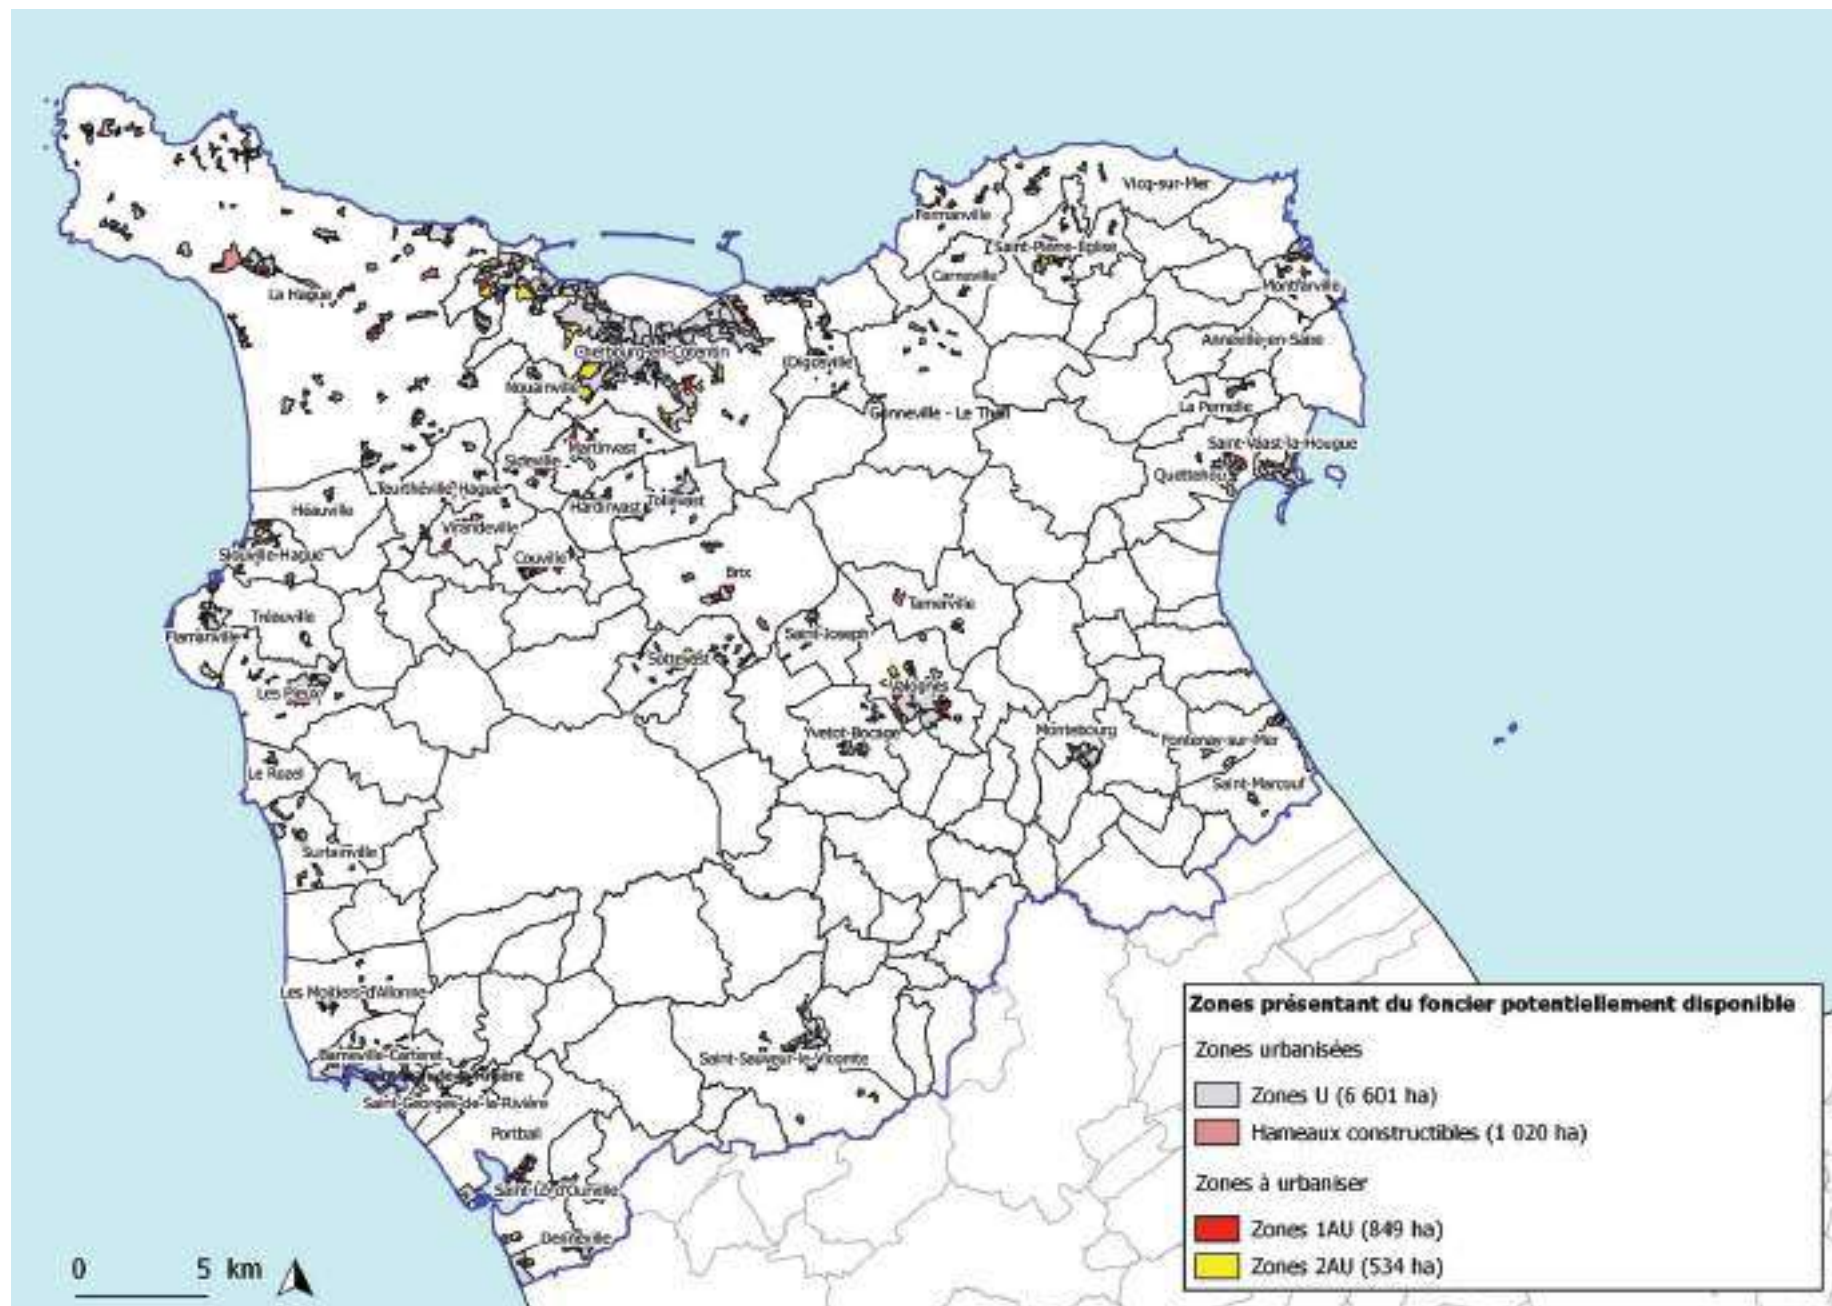 Vicq-sur-Mer
Fermanville
Saint-Pierre-Eglise
Carneville
La Hague
Montfarville
Anneville-en-Saire
Cherbourg-en-Cotentin
Digosville
Nouainville
La Pernelle
Gonneville - Le Theil
Saint-Vaast-la-Hougue
Martinvast
Sideville
Quettehou
Teurthéville-Hague
Hardinvast
Tollevast
Héauville
Virandeville
Siouville-Hague
Couville
Brix
Tamerville
Tréauville
Flamanville
Saint-Joseph
Sottevast
Les Pieux
Valognes
Yvetot-Bocage
Montebourg
Fontenay-sur-Mer
Le Rozel
Saint-Marcouf
Surtainville
Les Moitiers-d'Allonne
Barneville-Carteret
Saint-Sauveur-le-Vicomte
Saint-Georges-de-la-Rivière
Portbail
Saint-Lô-d'Ourville
Denneville
0 5 km
Zones présentant du foncier potentiellement disponible
Zones urbanisées
Zones U (6 601 ha)
Hameaux constructibles (1 020 ha)
Zones à urbaniser
Zones 1AU (849 ha)
Zones 2AU (534 ha)